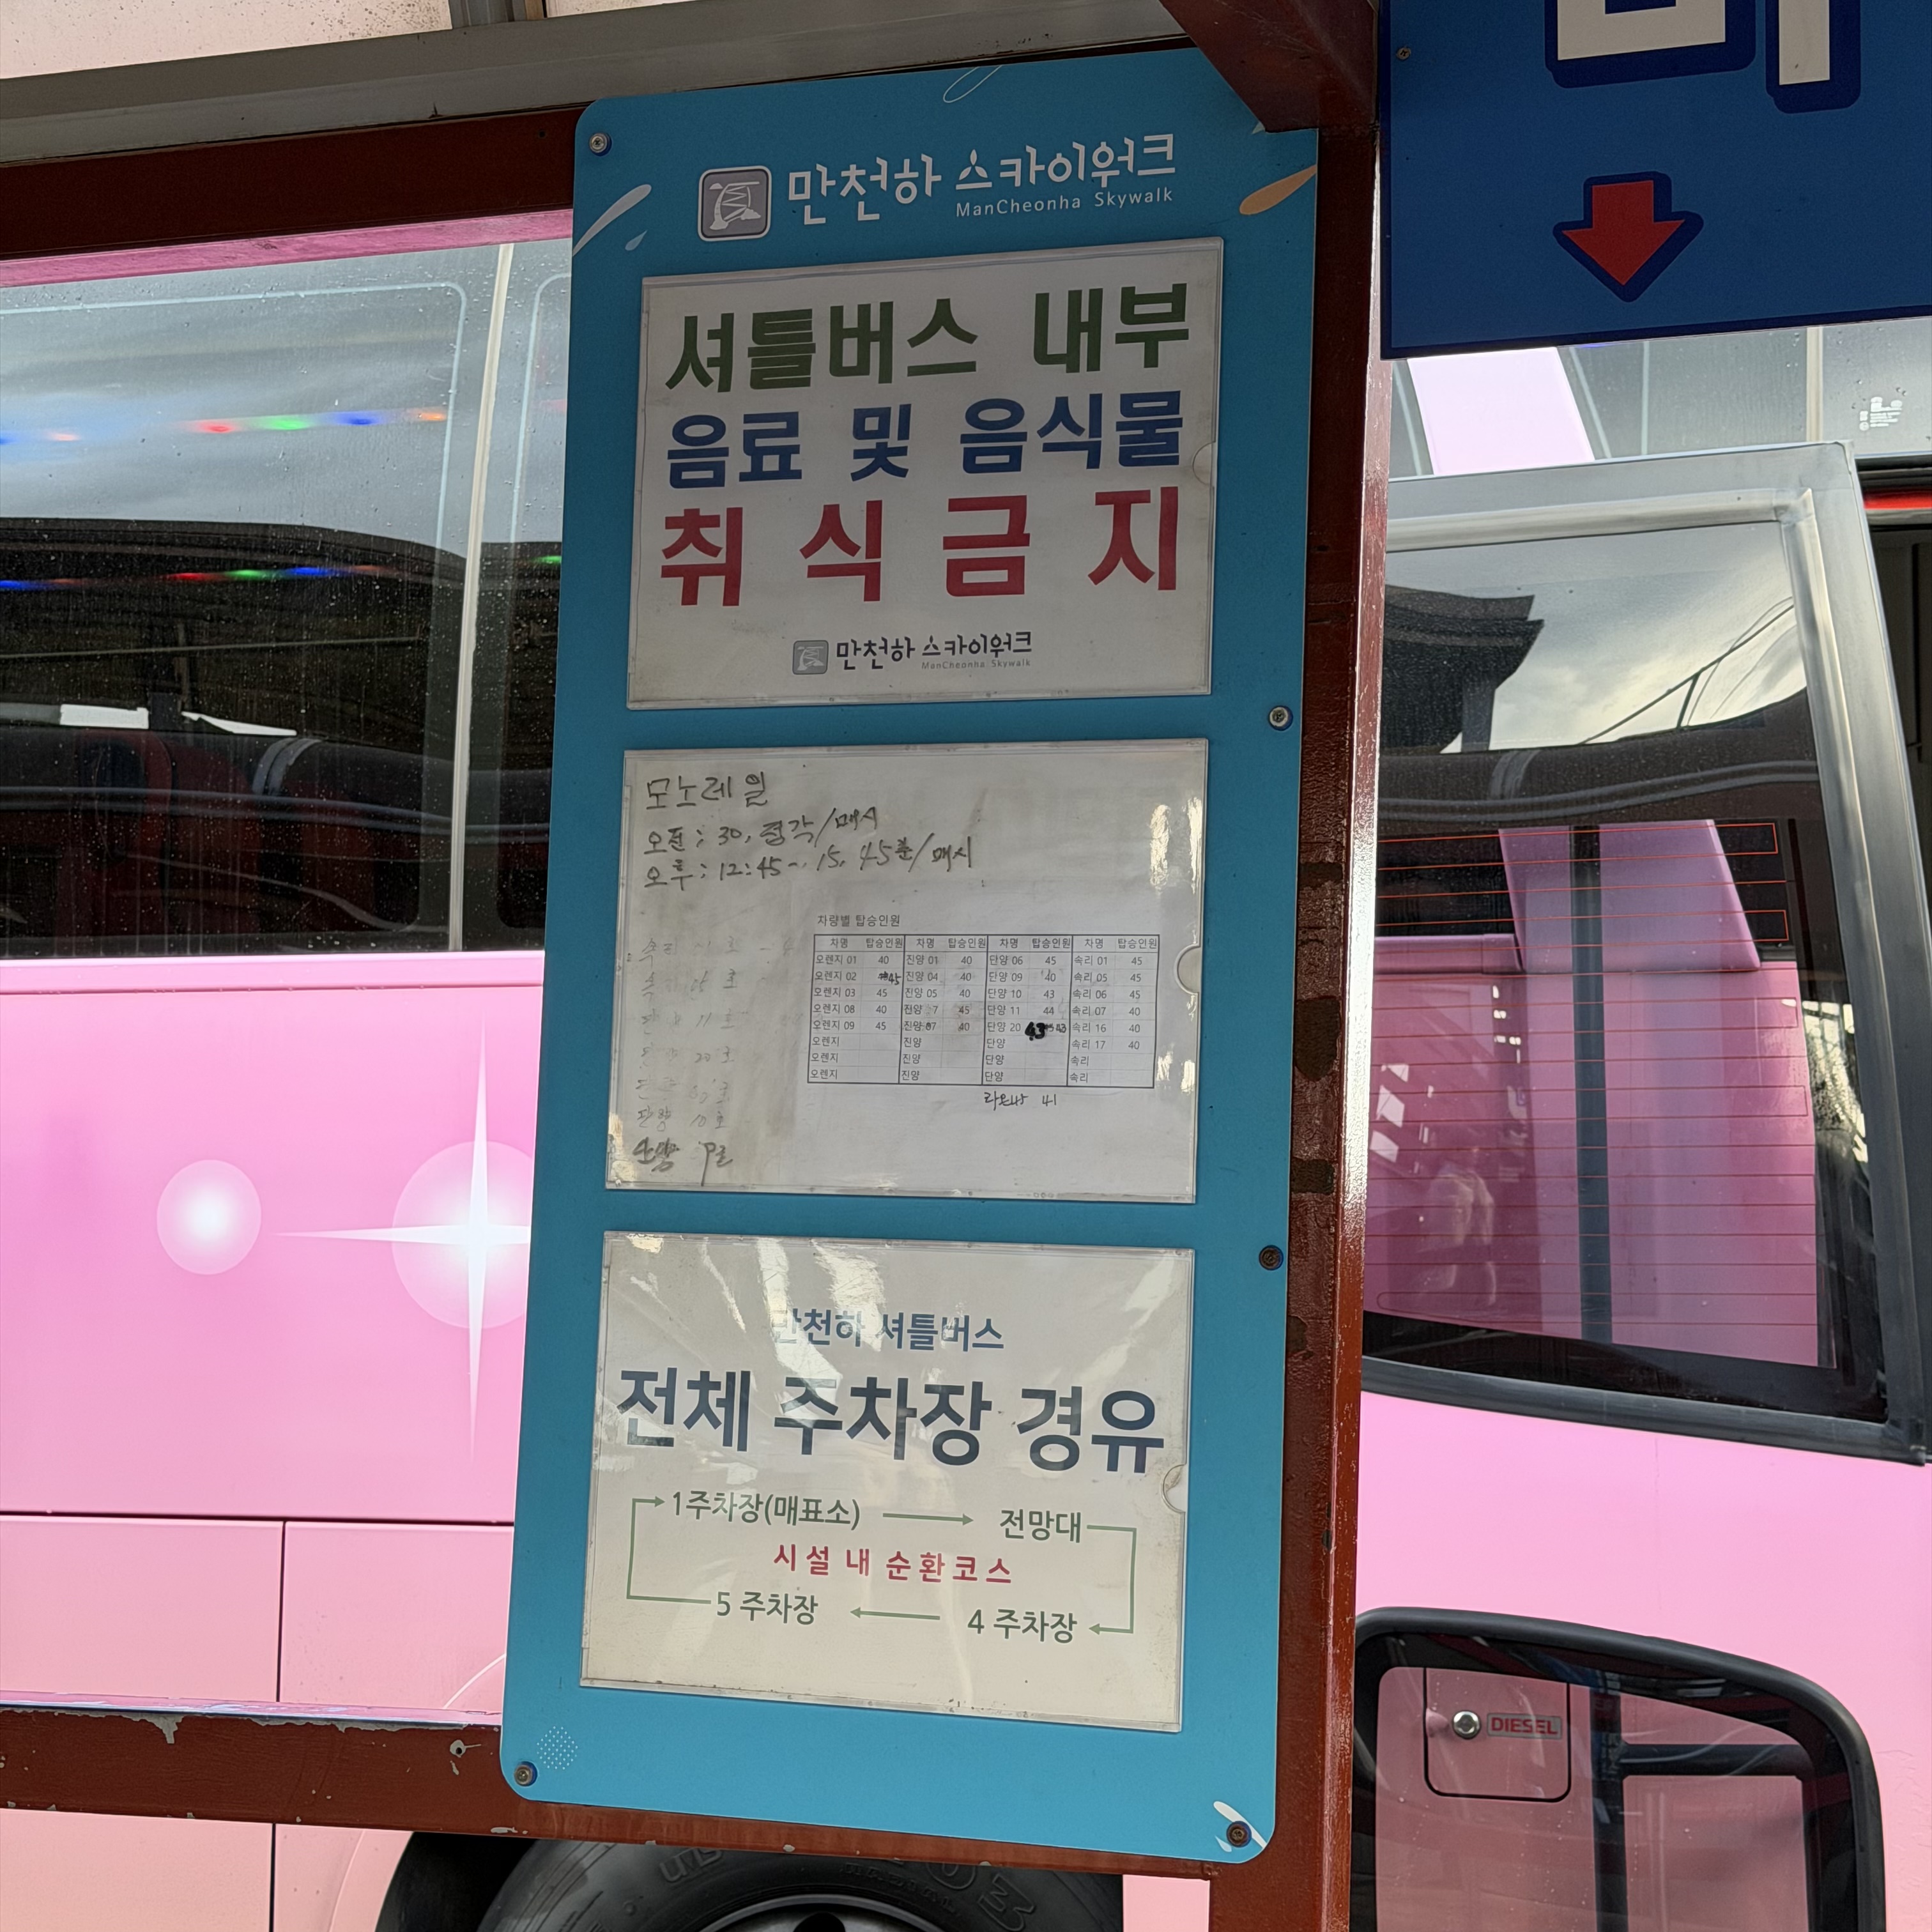 만천하 스카이워크
ManCheonha Skywalk
셔틀버스 내부
음료 및 음식물
취식금지
만천하 스카이워크
ManCheonha Skywalk
모노레일
오전 : 30, 정각/매시
오후 : 12:45~, 15, 45분/매시
차량별 탑승인원
차명 탑승인원 차명 탑승인원 차명 탑승인원 차명 탑승인원
오렌지 01 40 진양 01 40 단양 06 45 속리 01 45
오렌지 02 45 진양 04 40 단양 09 40 속리 05 45
오렌지 03 45 진양 05 40 단양 10 43 속리 06 45
오렌지 08 40 진양 7 45 단양 11 44 속리 07 40
오렌지 09 45 진양 07 40 단양 20 43 속리 16 40
오렌지 진양 단양 속리 17 40
오렌지 진양 단양 속리
오렌지 진양 단양 속리
41
11 호
20 호
단양 10 호
만천하 셔틀버스
전체 주차장 경유
1주차장(매표소) 전망대
시설 내 순환코스
5 주차장 4 주차장
DIESEL